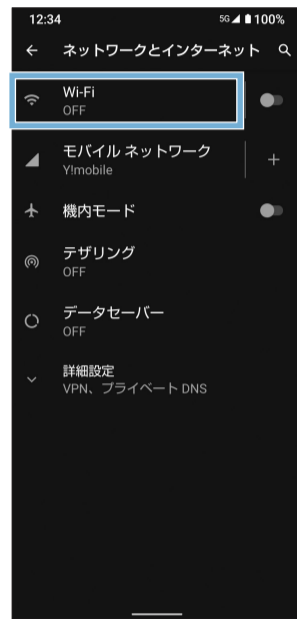 12:34 5G 100%
ネットワークとインターネット
Wi-Fi
OFF
モバイル ネットワーク
Y!mobile
機内モード
テザリング
OFF
データセーバー
OFF
詳細設定
VPN、プライベート DNS